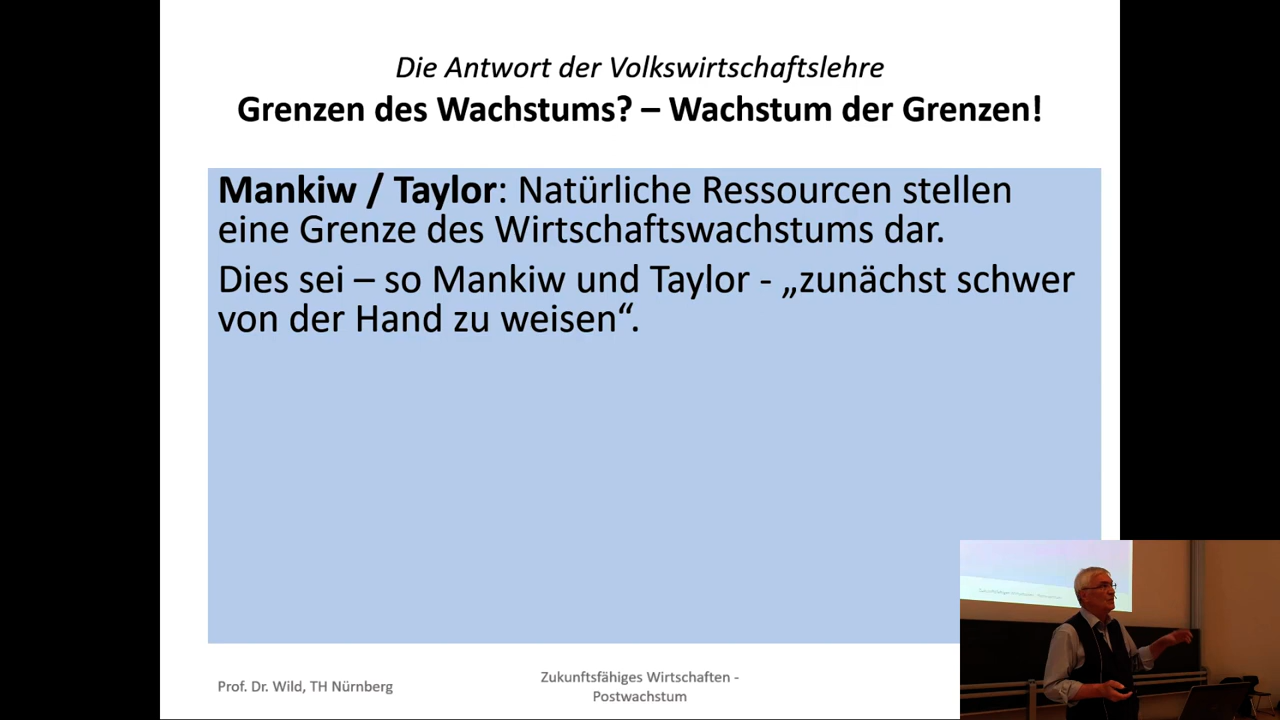 Die Antwort der Volkswirtschaftslehre
Grenzen des Wachstums? – Wachstum der Grenzen!
Mankiw / Taylor: Natürliche Ressourcen stellen
eine Grenze des Wirtschaftswachstums dar.
Dies sei – so Mankiw und Taylor - „zunächst schwer
von der Hand zu weisen“.
Prof. Dr. Wild, TH Nürnberg
Zukunftsfähiges Wirtschaften -
Postwachstum